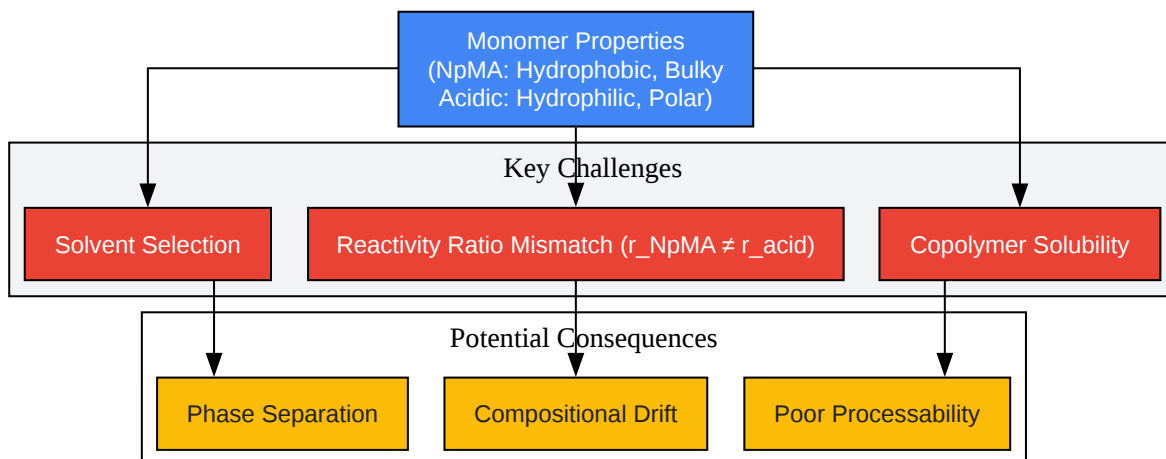 Monomer Properties
(NpMA: Hydrophobic, Bulky
Acidic: Hydrophilic, Polar)
Key Challenges
Solvent Selection
Reactivity Ratio Mismatch (r_NpMA ≠ r_acid)
Copolymer Solubility
Potential Consequences
Phase Separation
Compositional Drift
Poor Processability